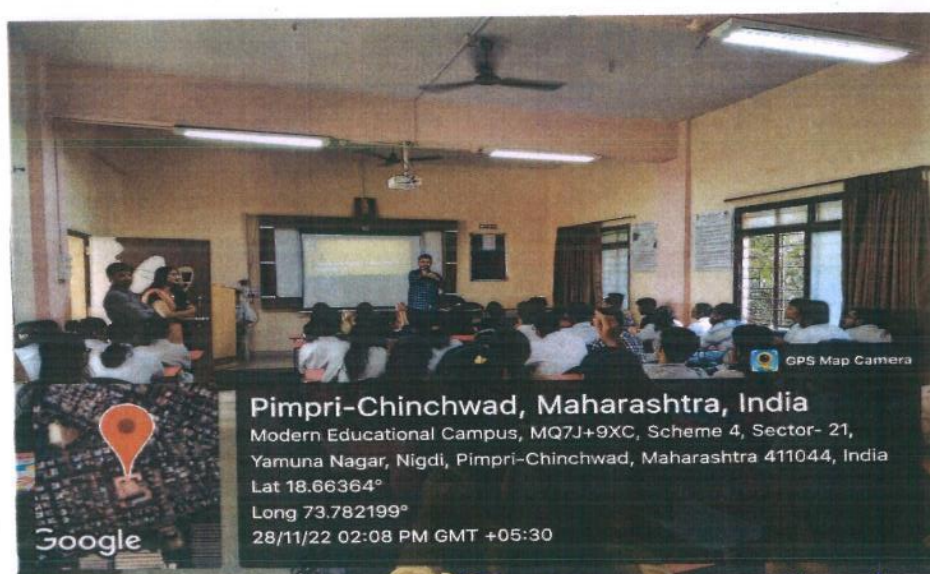 GPS Map Camera
Pimpri-Chinchwad, Maharashtra, India
Modern Educational Campus, MQ7J+9XC, Scheme 4, Sector- 21,
Yamuna Nagar, Nigdi, Pimpri-Chinchwad, Maharashtra 411044, India
Lat 18.66364°
Long 73.782199°
28/11/22 02:08 PM GMT +05:30
Google